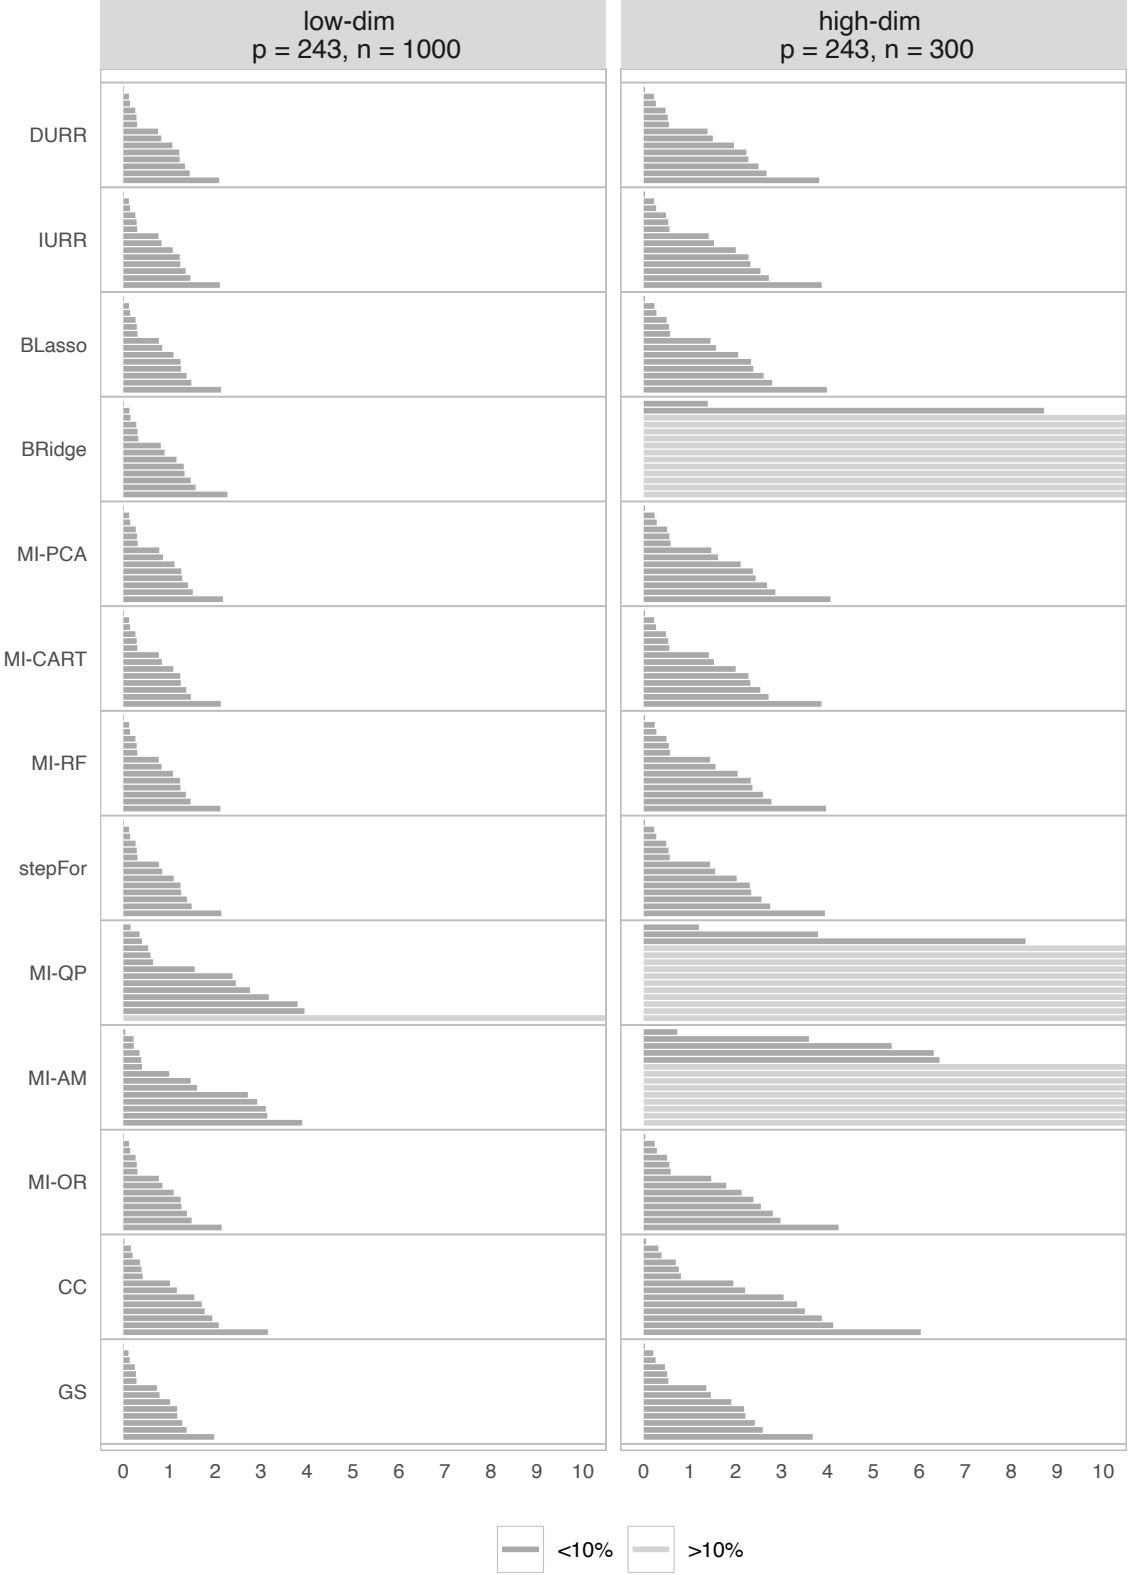 low-dim
p = 243, n = 1000
high-dim
p = 243, n = 300
DURR
IURR
BLasso
BRidge
MI-PCA
MI-CART
MI-RF
stepFor
MI-QP
MI-AM
MI-OR
CC
GS
0 1 2 3 4 5 6 7 8 9 10
0 1 2 3 4 5 6 7 8 9 10
<10% >10%